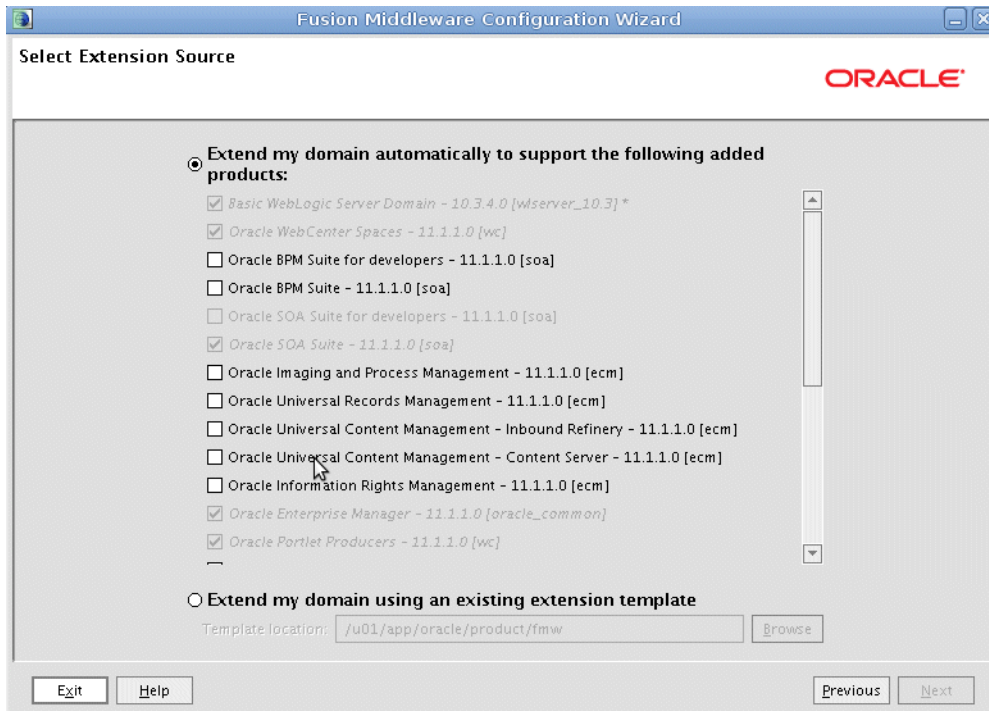 Fusion Middleware Configuration Wizard
Select Extension Source
ORACLE
Extend my domain automatically to support the following added
products:
Basic WebLogic Server Domain - 10.3.4.0 [wlserver_10.3] *
Oracle WebCenter Spaces - 11.1.1.0 [wc]
Oracle BPM Suite for developers - 11.1.1.0 [soa]
Oracle BPM Suite - 11.1.1.0 [soa]
Oracle SOA Suite for developers - 11.1.1.0 [soa]
Oracle SOA Suite - 11.1.1.0 [soa]
Oracle Imaging and Process Management - 11.1.1.0 [ecm]
Oracle Universal Records Management - 11.1.1.0 [ecm]
Oracle Universal Content Management - Inbound Refinery - 11.1.1.0 [ecm]
Oracle Universal Content Management - Content Server - 11.1.1.0 [ecm]
Oracle Information Rights Management - 11.1.1.0 [ecm]
Oracle Enterprise Manager - 11.1.1.0 [oracle_common]
Oracle Portlet Producers - 11.1.1.0 [wc]
Extend my domain using an existing extension template
Template location: /u01/app/oracle/product/fmw Browse
Exit Help Previous Next